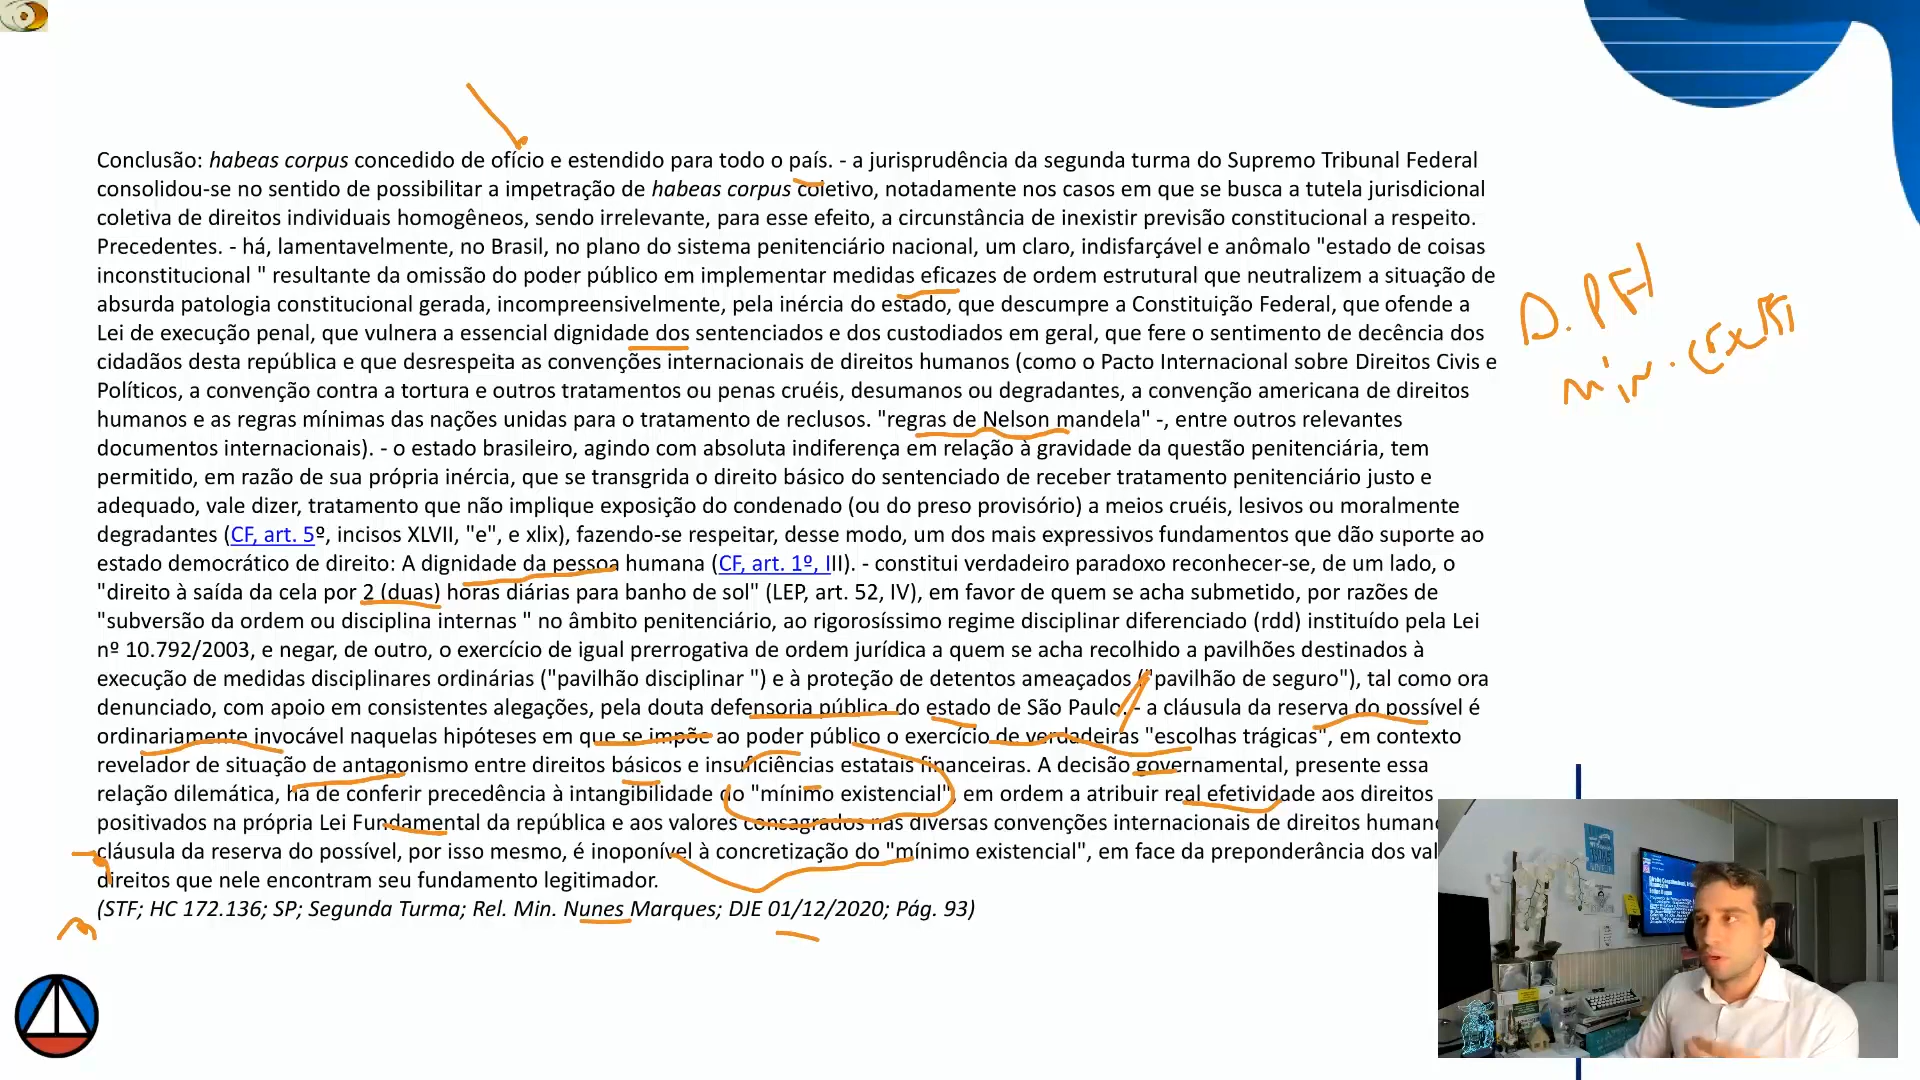 Conclusão: habeas corpus concedido de ofício e estendido para todo o país. - a jurisprudência da segunda turma do Supremo Tribunal Federal
consolidou-se no sentido de possibilitar a impetração de habeas corpus coletivo, notadamente nos casos em que se busca a tutela jurisdicional
coletiva de direitos individuais homogêneos, sendo irrelevante, para esse efeito, a circunstância de inexistir previsão constitucional a respeito.
Precedentes. - há, lamentavelmente, no Brasil, no plano do sistema penitenciário nacional, um claro, indisfarçável e anômalo "estado de coisas
inconstitucional " resultante da omissão do poder público em implementar medidas eficazes de ordem estrutural que neutralizem a situação de
absurda patologia constitucional gerada, incompreensivelmente, pela inércia do estado, que descumpre a Constituição Federal, que ofende a
Lei de execução penal, que vulnera a essencial dignidade dos sentenciados e dos custodiados em geral, que fere o sentimento de decência dos
cidadãos desta república e que desrespeita as convenções internacionais de direitos humanos (como o Pacto Internacional sobre Direitos Civis e
Políticos, a convenção contra a tortura e outros tratamentos ou penas cruéis, desumanos ou degradantes, a convenção americana de direitos
humanos e as regras mínimas das nações unidas para o tratamento de reclusos. "regras de Nelson mandela" -, entre outros relevantes
documentos internacionais). - o estado brasileiro, agindo com absoluta indiferença em relação à gravidade da questão penitenciária, tem
permitido, em razão de sua própria inércia, que se transgrida o direito básico do sentenciado de receber tratamento penitenciário justo e
adequado, vale dizer, tratamento que não implique exposição do condenado (ou do preso provisório) a meios cruéis, lesivos ou moralmente
degradantes (CF, art. 5º, incisos XLVII, "e", e xlix), fazendo-se respeitar, desse modo, um dos mais expressivos fundamentos que dão suporte ao
estado democrático de direito: A dignidade da pessoa humana (CF, art. 1º, III). - constitui verdadeiro paradoxo reconhecer-se, de um lado, o
"direito à saída da cela por 2 (duas) horas diárias para banho de sol" (LEP, art. 52, IV), em favor de quem se acha submetido, por razões de
"subversão da ordem ou disciplina internas " no âmbito penitenciário, ao rigorosíssimo regime disciplinar diferenciado (rdd) instituído pela Lei
nº 10.792/2003, e negar, de outro, o exercício de igual prerrogativa de ordem jurídica a quem se acha recolhido a pavilhões destinados à
execução de medidas disciplinares ordinárias ("pavilhão disciplinar ") e à proteção de detentos ameaçados ("pavilhão de seguro"), tal como ora
denunciado, com apoio em consistentes alegações, pela douta defensoria pública do estado de São Paulo. - a cláusula da reserva do possível é
ordinariamente invocável naquelas hipóteses em que se impõe ao poder público o exercício de verdadeiras "escolhas trágicas", em contexto
revelador de situação de antagonismo entre direitos básicos e insuficiências estatais financeiras. A decisão governamental, presente essa
relação dilemática, há de conferir precedência à intangibilidade do "mínimo existencial", em ordem a atribuir real efetividade aos direitos
positivados na própria Lei Fundamental da república e aos valores consagrados nas diversas convenções internacionais de direitos human
cláusula da reserva do possível, por isso mesmo, é inoponível à concretização do "mínimo existencial", em face da preponderância dos val
direitos que nele encontram seu fundamento legitimador.
(STF; HC 172.136; SP; Segunda Turma; Rel. Min. Nunes Marques; DJE 01/12/2020; Pág. 93)